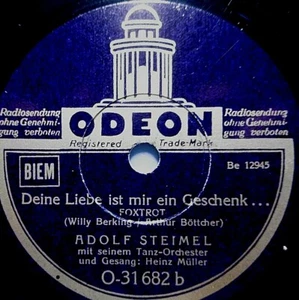 Radiosendung
ohne Genehmi-
gung verboten
Radiosendung
ohne Genehmi-
gung verboten
ODEON
Registered Trade-Mark
BIEM
Be 12945
Deine Liebe ist mir ein Geschenk...
FOXTROT
(Willy Berking / Arthur Böttcher)
ADOLF STEIMEL
mit seinem Tanz-Orchester
und Gesang: Heinz Müller
O-31682 b